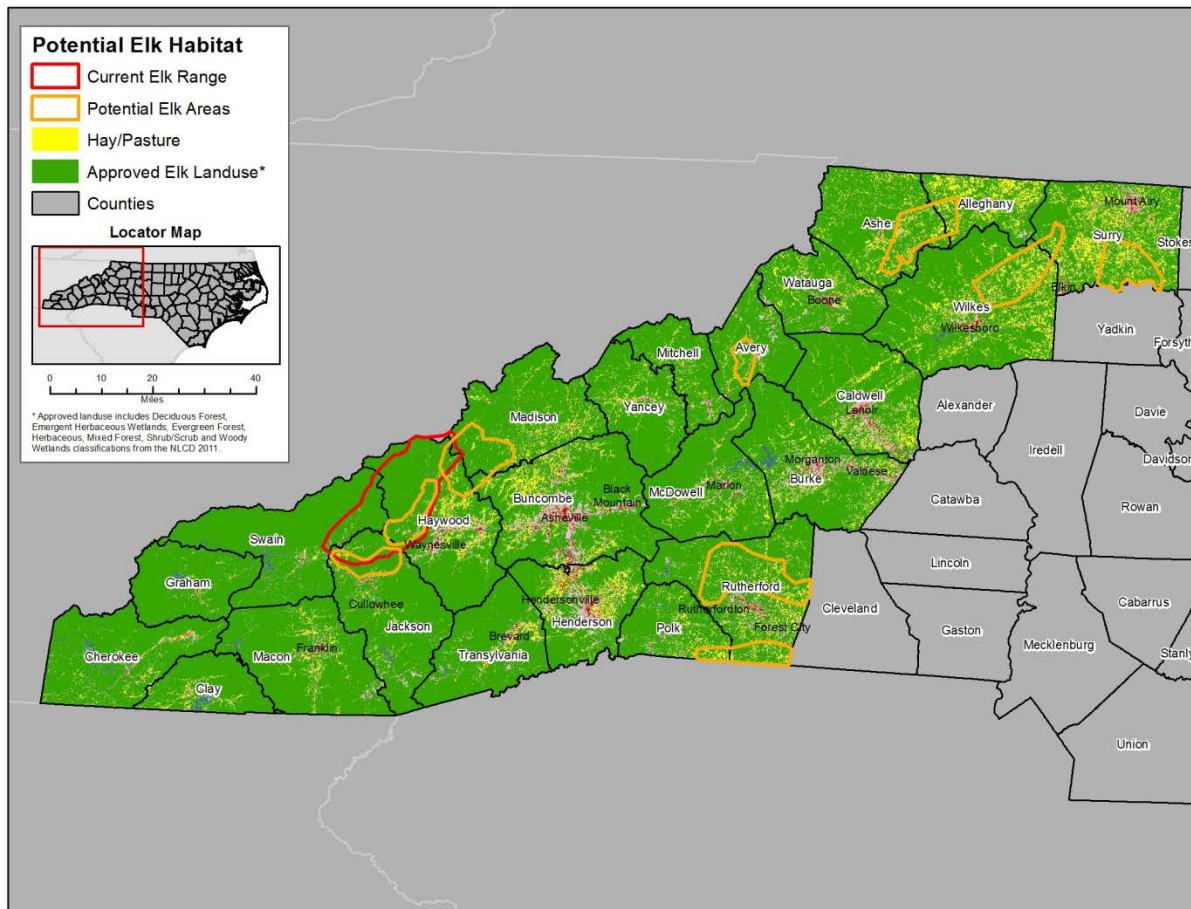 Potential Elk Habitat
Current Elk Range
Potential Elk Areas
Hay/Pasture
Approved Elk Landuse*
Counties
Locator Map
0 10 20 40
Miles
* Approved landuse includes Deciduous Forest,
Emergent Herbaceous Wetlands, Evergreen Forest,
Herbaceous, Mixed Forest, Shrub/Scrub and Woody
Wetlands classifications from the NLCD 2011.
Ashe
Alleghany
Mount Airy
Surry
Stokes
Watauga
Boone
Wilkes
Elkin
Wilkesboro
Yadkin
Forsyth
Mitchell
Avery
Madison
Yancey
Caldwell
Lenoir
Alexander
Davie
Iredell
Davidson
Morganton
Burke
Valdese
Buncombe
Black
Mountain
McDowell
Marion
Catawba
Rowan
Haywood
Asheville
Waynesville
Swain
Graham
Lincoln
Rutherford
Cleveland
Cabarrus
Cullowhee
Jackson
Hendersonville
Henderson
Rutherfordton
Polk
Forest City
Gaston
Mecklenburg
Stanly
Cherokee
Macon
Franklin
Brevard
Transylvania
Clay
Union